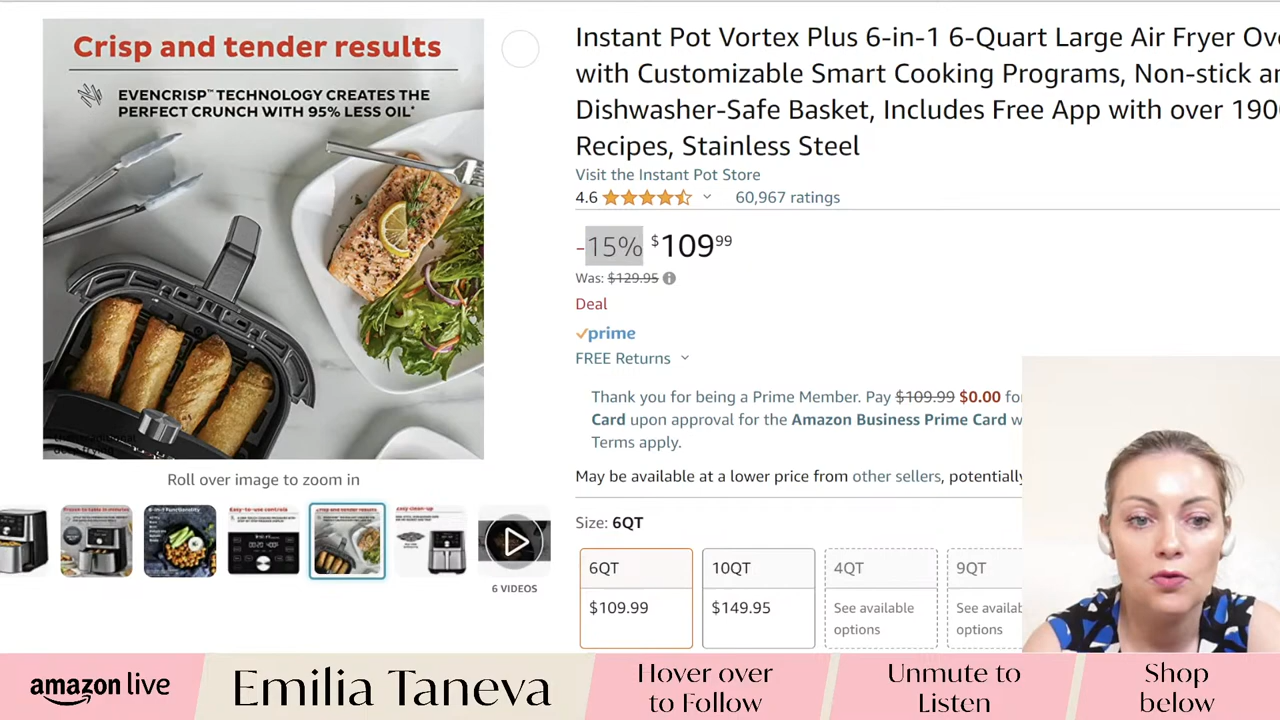 Crisp and tender results
EVENCRISP™ TECHNOLOGY CREATES THE
PERFECT CRUNCH WITH 95% LESS OIL*
Roll over image to zoom in
6 VIDEOS
Instant Pot Vortex Plus 6-in-1 6-Quart Large Air Fryer Ov
with Customizable Smart Cooking Programs, Non-stick a
Dishwasher-Safe Basket, Includes Free App with over 190
Recipes, Stainless Steel
Visit the Instant Pot Store
4.6 60,967 ratings
-15% $109 99
Was: $129.95
Deal
prime
FREE Returns
Thank you for being a Prime Member. Pay $109.99 $0.00 fo
Card upon approval for the Amazon Business Prime Card w
Terms apply.
May be available at a lower price from other sellers, potentially
Size: 6QT
6QT
$109.99
10QT
$149.95
4QT
See available
options
9QT
See availab
options
amazon live
Emilia Taneva
Hover over
to Follow
Unmute to
Listen
Shop
below